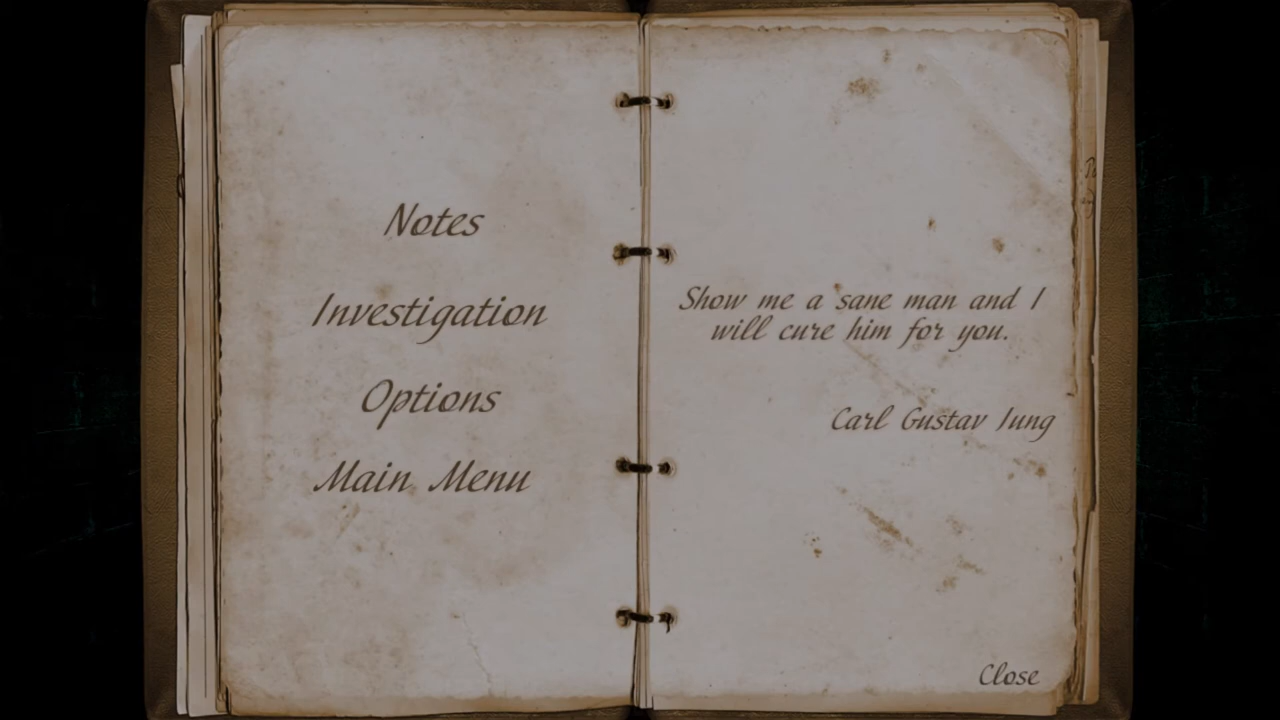 Notes
Investigation
Options
Main Menu
Show me a sane man and I
will cure him for you.
Carl Gustav Jung
Close